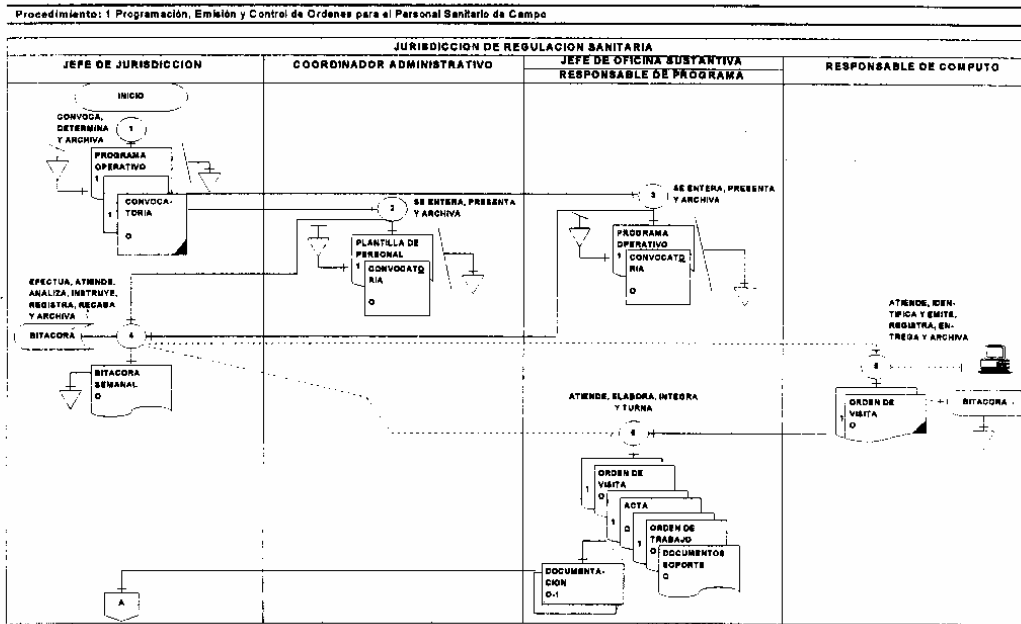 Procedimiento: 1 Programación, Emisión y Control de Ordenes para el Personal Sanitario de Campo
JURISDICCION DE REGULACION SANITARIA
JEFE DE JURISDICCION
COORDINADOR ADMINISTRATIVO
JEFE DE OFICINA SUSTANTIVA
RESPONSABLE DE PROGRAMA
RESPONSABLE DE COMPUTO
INICIO
CONVOCA,
DETERMINA
Y ARCHIVA
1
PROGRAMA
OPERATIVO
1
CONVOCA-
TORIA
1
O
2
SE ENTERA, PRESENTA
Y ARCHIVA
PLANTILLA DE
PERSONAL
1
CONVOCATO
RIA
O
3
SE ENTERA, PRESENTA
Y ARCHIVA
PROGRAMA
OPERATIVO
1
CONVOCATO
RIA
O
EFECTUA, ATIENDE,
ANALIZA, INSTRUYE,
REGISTRA, RECABA
Y ARCHIVA
BITACORA
4
BITACORA
SEMANAL
O
ATIENDE, IDEN-
TIFICA Y EMITE,
REGISTRA, EN-
TREGA Y ARCHIVA
5
ORDEN DE
VISITA
1
O
BITACORA
ATIENDE, ELABORA, INTEGRA
Y TURNA
6
ORDEN DE
VISITA
1
O
ACTA
1
O
ORDEN DE
TRABAJO
1
O
DOCUMENTOS
SOPORTE
O
DOCUMENTA-
CION
O-1
A